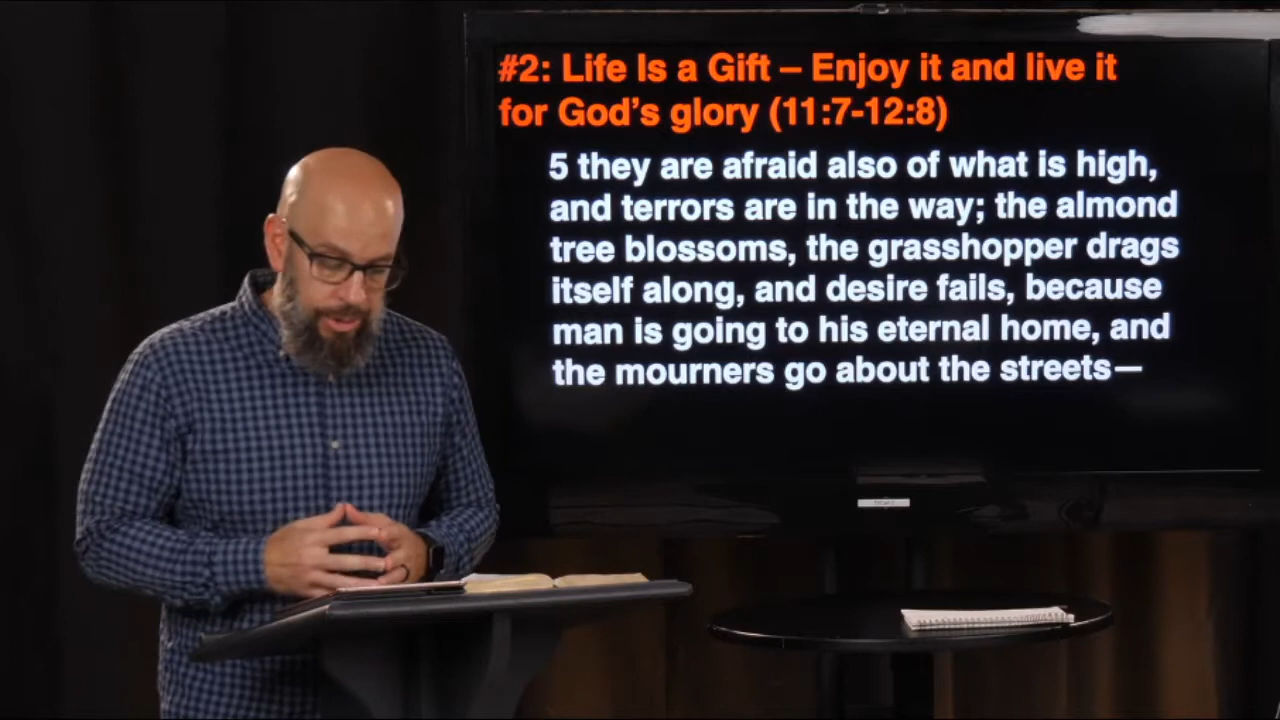 #2: Life Is a Gift – Enjoy it and live it
for God's glory (11:7-12:8)
5 they are afraid also of what is high,
and terrors are in the way; the almond
tree blossoms, the grasshopper drags
itself along, and desire fails, because
man is going to his eternal home, and
the mourners go about the streets—